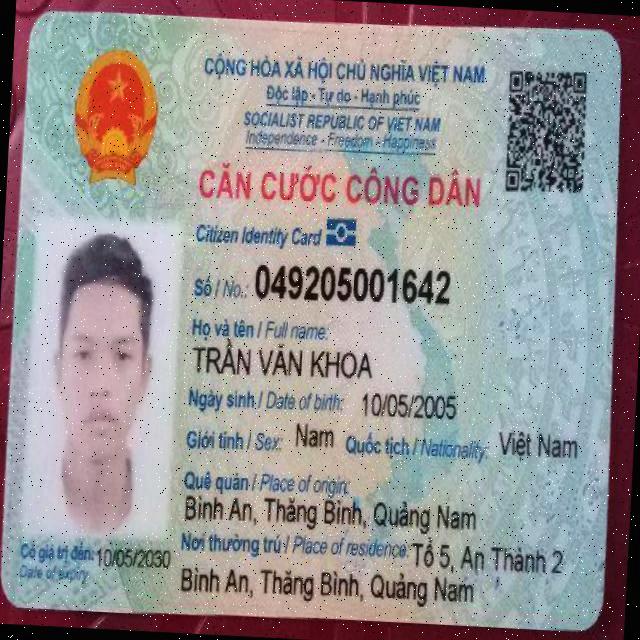 CỘNG HÒA XÃ HỘI CHỦ NGHĨA VIỆT NAM
Độc lập - Tự do - Hạnh phúc
SOCIALIST REPUBLIC OF VIET NAM
Independence - Freedom - Happiness
CĂN CƯỚC CÔNG DÂN
Citizen Identity Card
Số / No.: 049205001642
Họ và tên / Full name:
TRẦN VĂN KHOA
Ngày sinh / Date of birth: 10/05/2005
Giới tính / Sex: Nam Quốc tịch / Nationality: Việt Nam
Quê quán / Place of origin:
Bình An, Thăng Bình, Quảng Nam
Nơi thường trú / Place of residence: Tổ 5, An Thành 2
Bình An, Thăng Bình, Quảng Nam
Có giá trị đến: 10/05/2030
Date of expiry